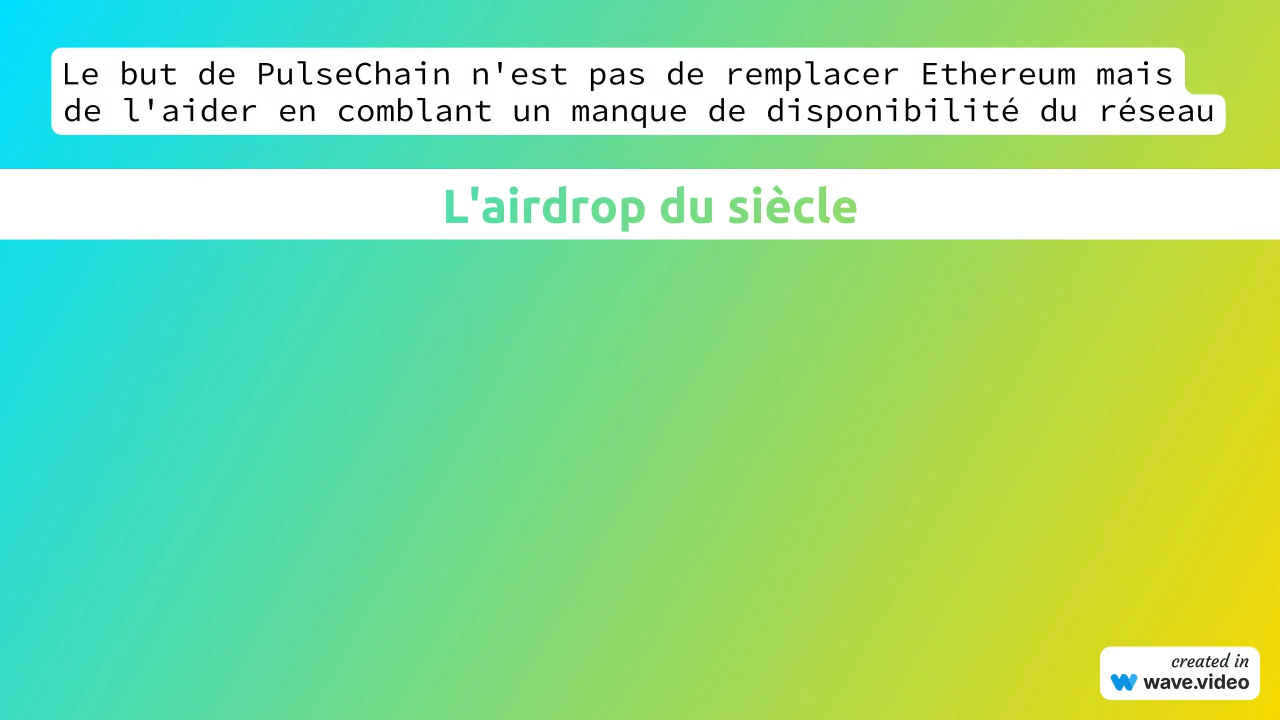 Le but de PulseChain n'est pas de remplacer Ethereum mais
de l'aider en comblant un manque de disponibilité du réseau
L'airdrop du siècle
created in
wave.video